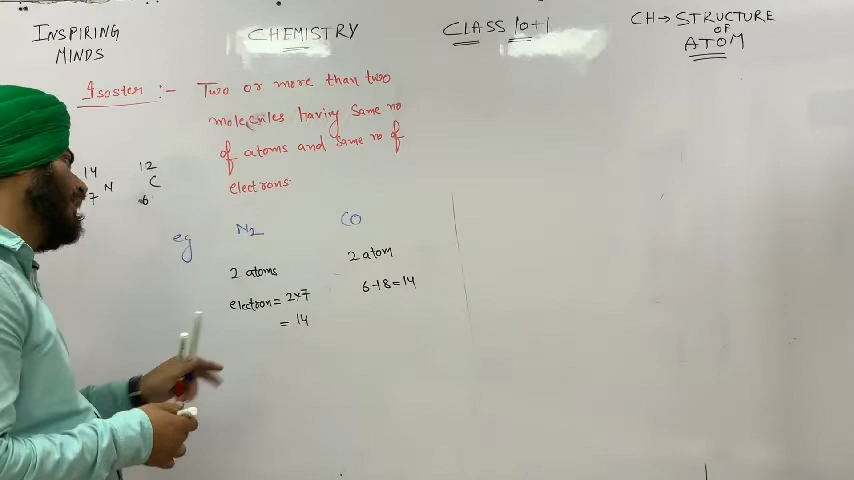 INSPIRING
MINDS
CHEMISTRY
CLASS 10+1
CH→ STRUCTURE
OF
ATOM
Isoster :- Two or more than two
molecules having same no
of atoms and same no of
electrons.
14
7 N
12
6 C
eg N2 CO
2 atoms 2 atom
electron = 2×7 6+8=14
= 14